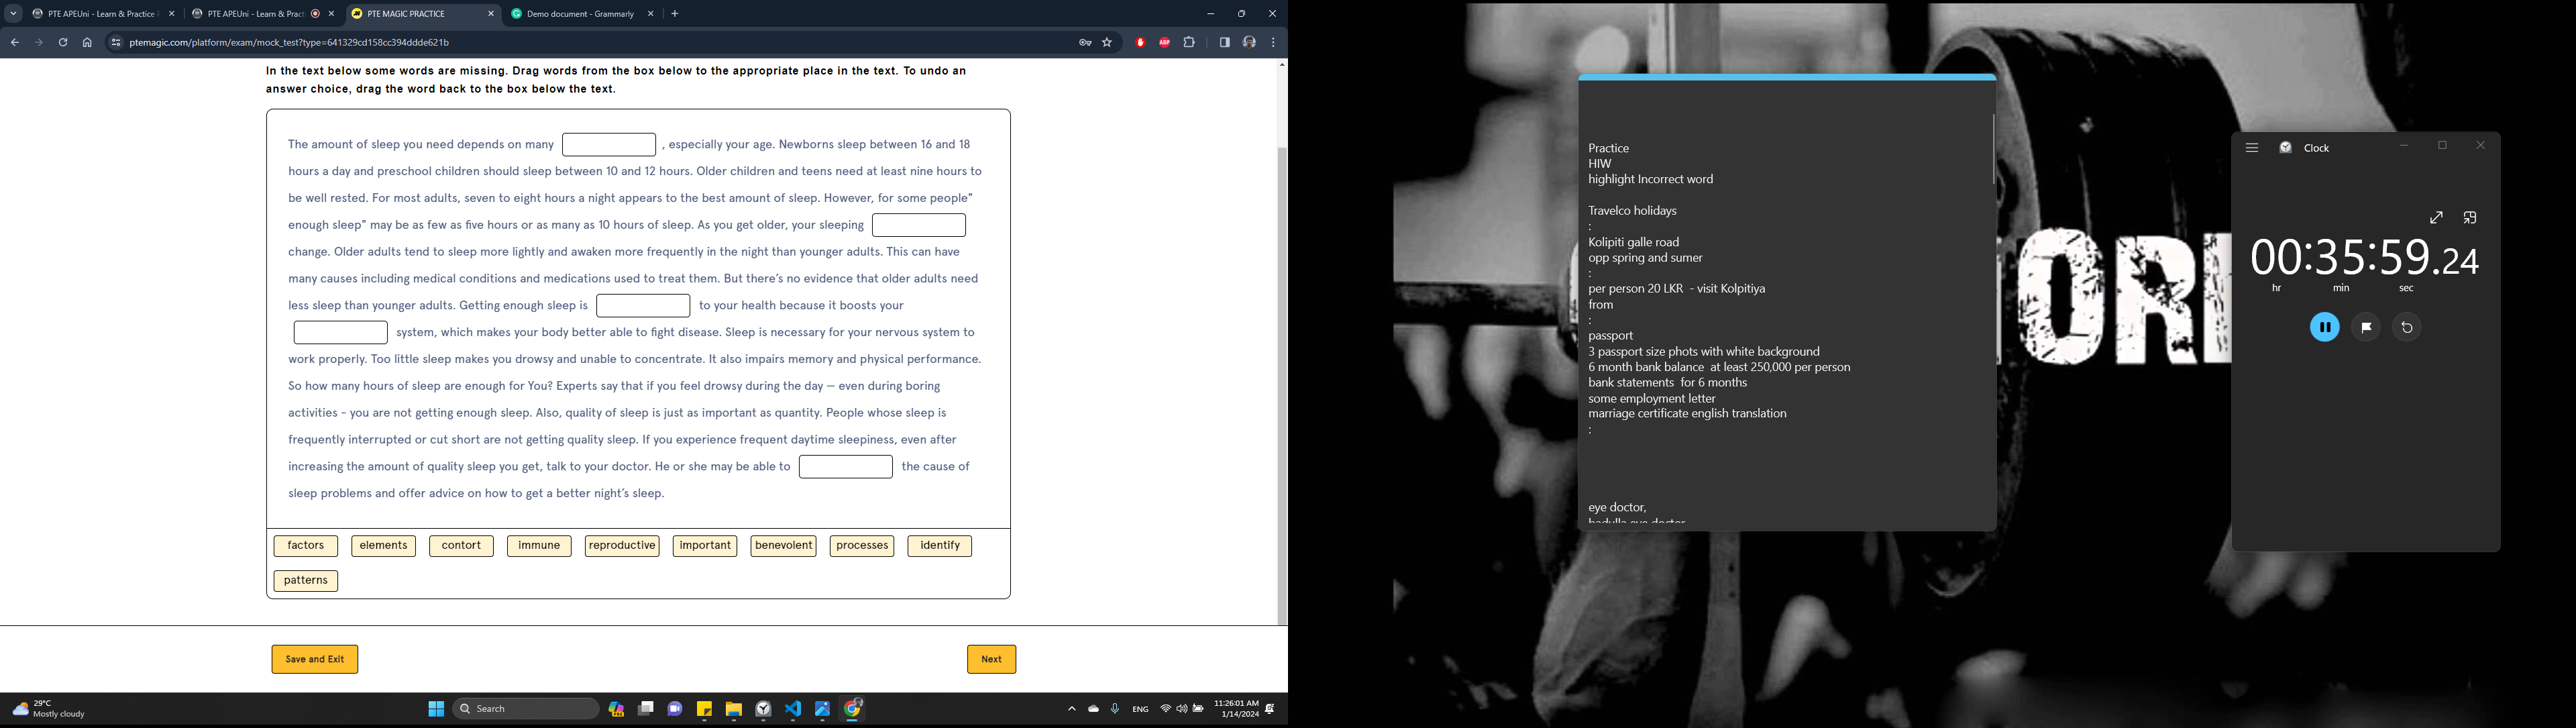 PTE APEUni - Learn & Practice
PTE APEUni - Learn & Pract
PTE MAGIC PRACTICE
Demo document - Grammarly
ptemagic.com/platform/exam/mock_test?type=641329cd158cc394ddde621b
ABP
In the text below some words are missing. Drag words from the box below to the appropriate place in the text. To undo an
answer choice, drag the word back to the box below the text.
The amount of sleep you need depends on many , especially your age. Newborns sleep between 16 and 18
hours a day and preschool children should sleep between 10 and 12 hours. Older children and teens need at least nine hours to
be well rested. For most adults, seven to eight hours a night appears to the best amount of sleep. However, for some people"
enough sleep" may be as few as five hours or as many as 10 hours of sleep. As you get older, your sleeping
change. Older adults tend to sleep more lightly and awaken more frequently in the night than younger adults. This can have
many causes including medical conditions and medications used to treat them. But there's no evidence that older adults need
less sleep than younger adults. Getting enough sleep is to your health because it boosts your
system, which makes your body better able to fight disease. Sleep is necessary for your nervous system to
work properly. Too little sleep makes you drowsy and unable to concentrate. It also impairs memory and physical performance.
So how many hours of sleep are enough for You? Experts say that if you feel drowsy during the day — even during boring
activities - you are not getting enough sleep. Also, quality of sleep is just as important as quantity. People whose sleep is
frequently interrupted or cut short are not getting quality sleep. If you experience frequent daytime sleepiness, even after
increasing the amount of quality sleep you get, talk to your doctor. He or she may be able to the cause of
sleep problems and offer advice on how to get a better night's sleep.
factors elements contort immune reproductive important benevolent processes identify
patterns
Save and Exit
Next
29°C
Mostly cloudy
Search
ENG
11:26:01 AM
1/14/2024
Practice
HIW
highlight Incorrect word
Travelco holidays
:
Kolipiti galle road
opp spring and sumer
:
per person 20 LKR - visit Kolpitiya
from
:
passport
3 passport size phots with white background
6 month bank balance at least 250,000 per person
bank statements for 6 months
some employment letter
marriage certificate english translation
:
eye doctor,
badulla eye doctor
Clock
00:35:59.24
hr min sec